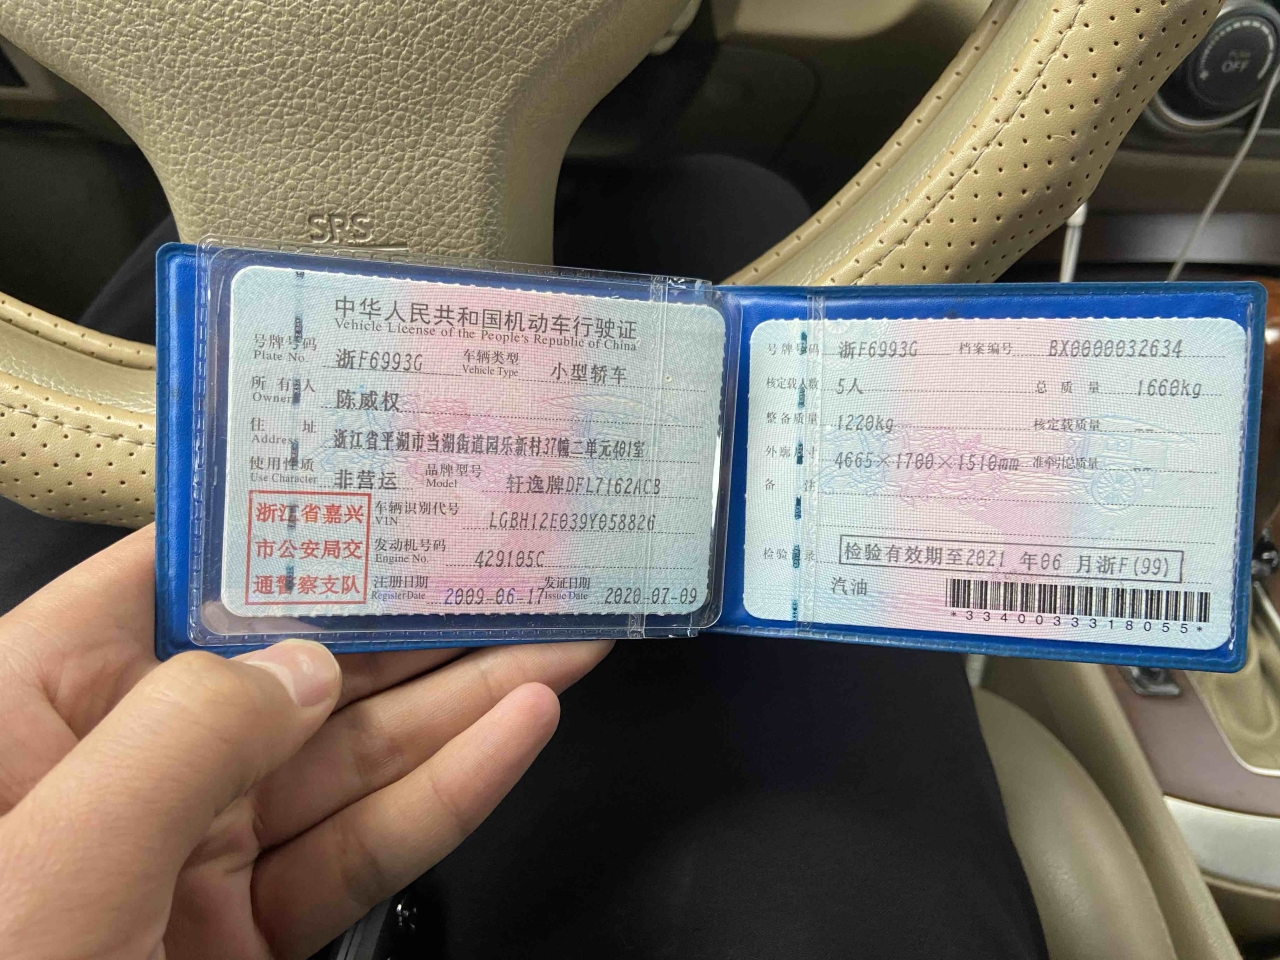 SRS
PUSH
OFF
中华人民共和国机动车行驶证
Vehicle License of the People's Republic of China
号牌号码 浙F6993G 车辆类型 小型轿车
Plate No. Vehicle Type
所有人 陈威权
Owner
住址 浙江省平湖市当湖街道园乐新村37幢二单元401室
Address
使用性质 非营运 品牌型号 轩逸牌DFL7162ACB
Use Character Model
浙江省嘉兴
市公安局交
通警察支队
车辆识别代号 LGBH12E039Y058826
VIN
发动机号码 429105C
Engine No.
注册日期 2009-06-17 发证日期 2020-07-09
Register Date Issue Date
号牌号码 浙F6993G 档案编号 BX0000032634
核定载人数 5人 总质量 1660kg
整备质量 1220kg 核定载质量 --
外廓尺寸 4665×1700×1510mm 准牵引总质量 --
备注
检验记录 检验有效期至2021 年06 月浙F(99)
汽油
*3340033318055*